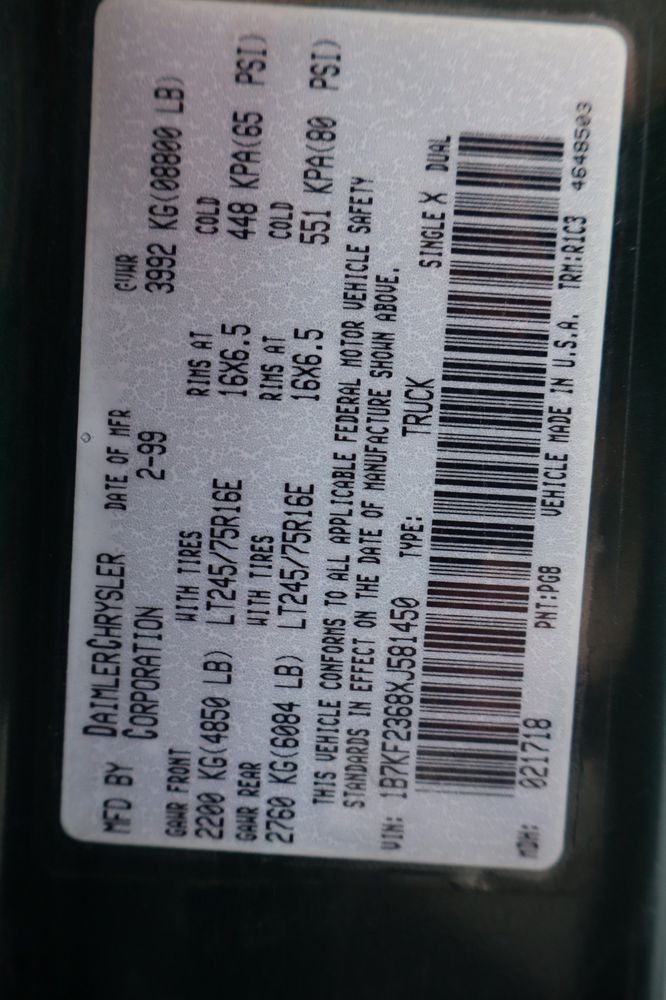 MFD BY DAIMLERCHRYSLER CORPORATION
DATE OF MFR 2-99
GVWR 3992 KG(08800 LB)
GAWR FRONT WITH TIRES RIMS AT COLD
2200 KG(4850 LB) LT245/75R16E 16X6.5 448 KPA(65 PSI)
GAWR REAR WITH TIRES RIMS AT COLD
2760 KG(6084 LB) LT245/75R16E 16X6.5 551 KPA(80 PSI)
THIS VEHICLE CONFORMS TO ALL APPLICABLE FEDERAL MOTOR VEHICLE SAFETY
STANDARDS IN EFFECT ON THE DATE OF MANUFACTURE SHOWN ABOVE.
VIN: 1B7KF2368XJ581450 TYPE: TRUCK SINGLE X DUAL
MDH: 021718 PNT:PG8 VEHICLE MADE IN U.S.A. TRM:R1C3
4648503